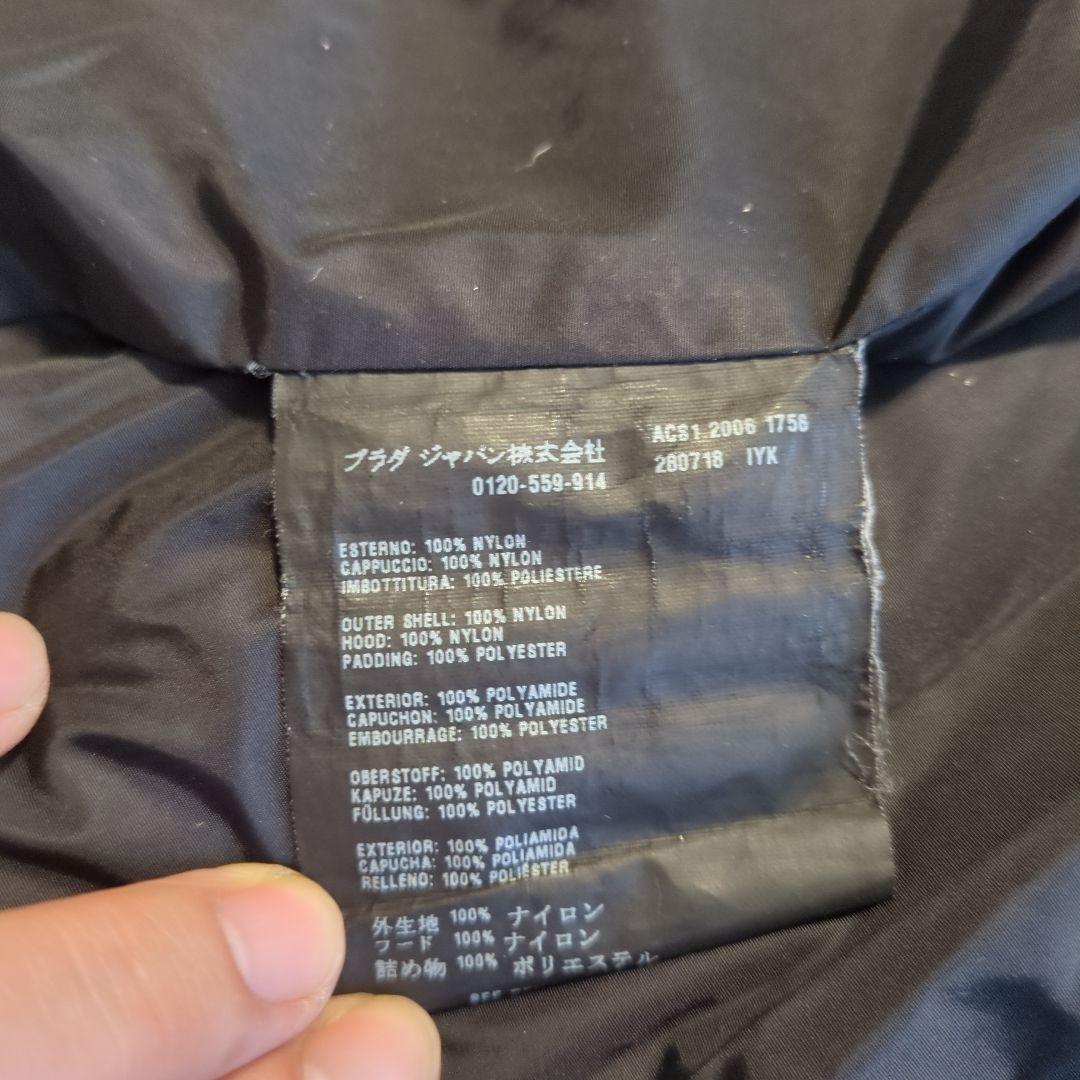 プラダ ジャパン株式会社
0120-559-914
ACS1 2006 1756
280718 IYK
ESTERNO: 100% NYLON
CAPPUCCIO: 100% NYLON
IMBOTTITURA: 100% POLIESTERE
OUTER SHELL: 100% NYLON
HOOD: 100% NYLON
PADDING: 100% POLYESTER
EXTERIOR: 100% POLYAMIDE
CAPUCHON: 100% POLYAMIDE
EMBOURRAGE: 100% POLYESTER
OBERSTOFF: 100% POLYAMID
KAPUZE: 100% POLYAMID
FÜLLUNG: 100% POLYESTER
EXTERIOR: 100% POLIAMIDA
CAPUCHA: 100% POLIAMIDA
RELLENO: 100% POLIÉSTER
外生地 100% ナイロン
フード 100% ナイロン
詰め物 100% ポリエステル